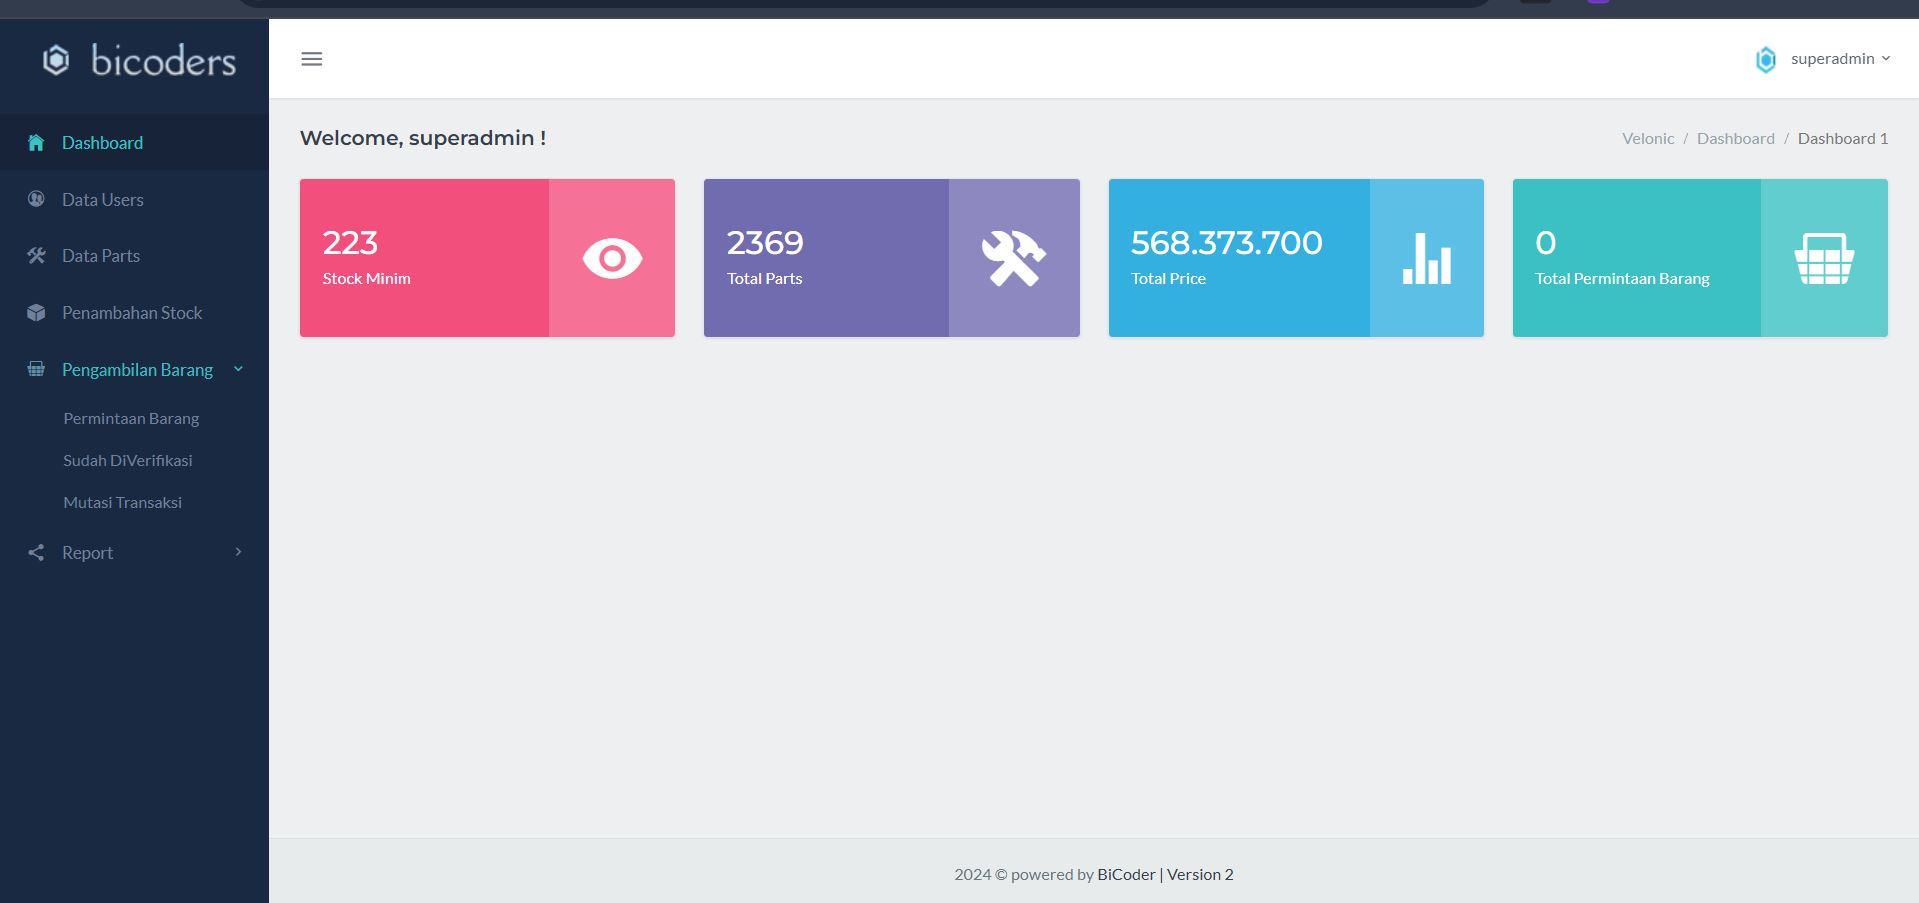 bicoders
superadmin
Dashboard
Data Users
Data Parts
Penambahan Stock
Pengambilan Barang
Permintaan Barang
Sudah DiVerifikasi
Mutasi Transaksi
Report
Welcome, superadmin !
Velonic / Dashboard / Dashboard 1
223
Stock Minim
2369
Total Parts
568.373.700
Total Price
0
Total Permintaan Barang
2024 © powered by BiCoder | Version 2